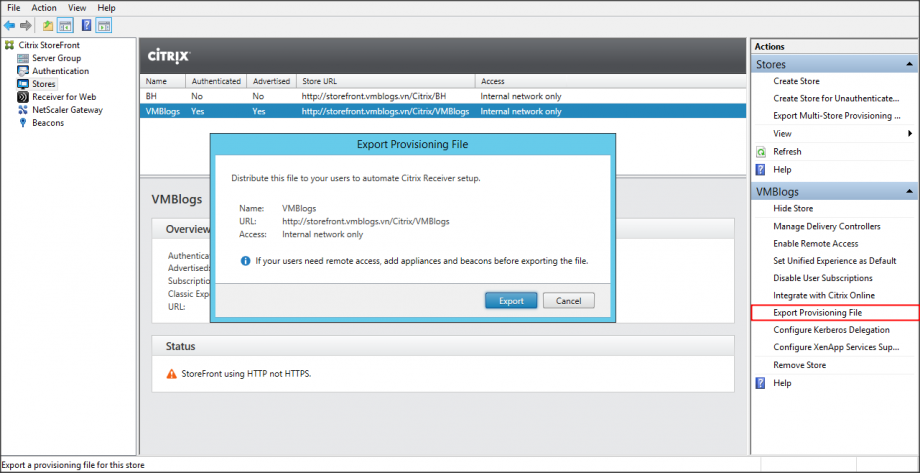 File Action View Help
Citrix StoreFront
Server Group
Authentication
Stores
Receiver for Web
NetScaler Gateway
Beacons
CITRIX
Name Authenticated Advertised Store URL Access
BH No No http://storefront.vmblogs.vn/Citrix/BH Internal network only
VMBlogs Yes Yes http://storefront.vmblogs.vn/Citrix/VMBlogs Internal network only
Export Provisioning File
Distribute this file to your users to automate Citrix Receiver setup.
Name: VMBlogs
URL: http://storefront.vmblogs.vn/Citrix/VMBlogs
Access: Internal network only
If your users need remote access, add appliances and beacons before exporting the file.
Export Cancel
VMBlogs
Overview
Authentica
Advertised:
Subscriptio
Classic Exp
URL:
Status
StoreFront using HTTP not HTTPS.
Actions
Stores
Create Store
Create Store for Unauthenticate...
Export Multi-Store Provisioning ...
View
Refresh
Help
VMBlogs
Hide Store
Manage Delivery Controllers
Enable Remote Access
Set Unified Experience as Default
Disable User Subscriptions
Integrate with Citrix Online
Export Provisioning File
Configure Kerberos Delegation
Configure XenApp Services Sup...
Remove Store
Help
Export a provisioning file for this store